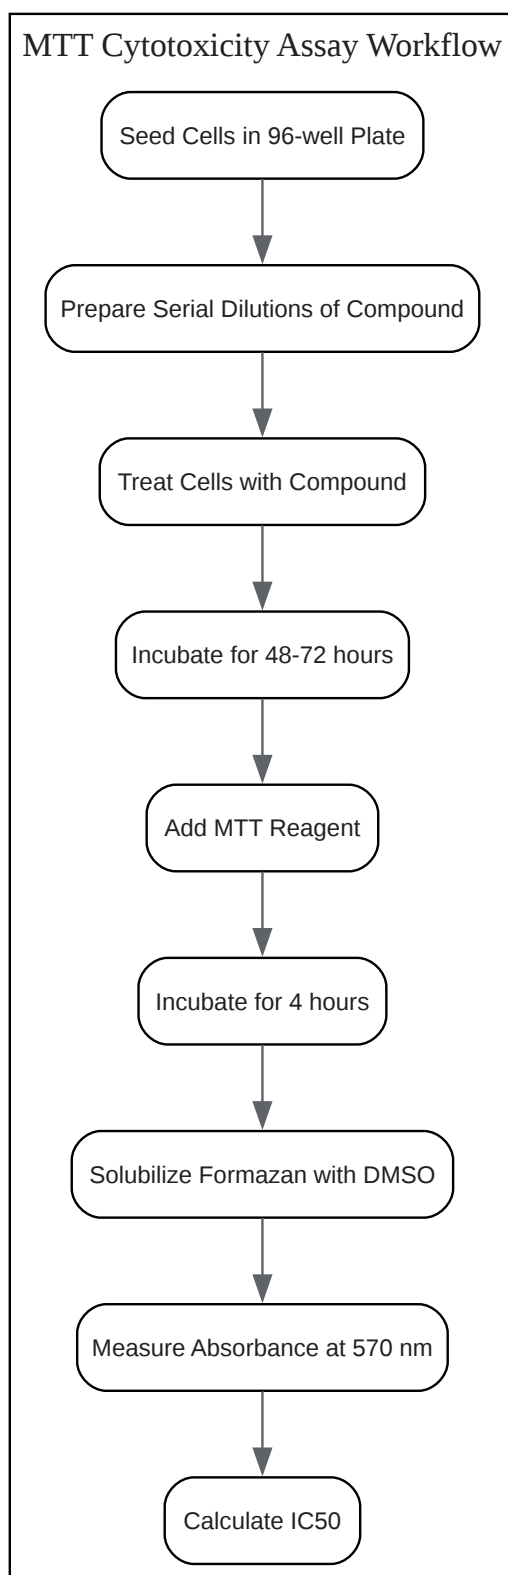 MTT Cytotoxicity Assay Workflow
Seed Cells in 96-well Plate
Prepare Serial Dilutions of Compound
Treat Cells with Compound
Incubate for 48-72 hours
Add MTT Reagent
Incubate for 4 hours
Solubilize Formazan with DMSO
Measure Absorbance at 570 nm
Calculate IC50